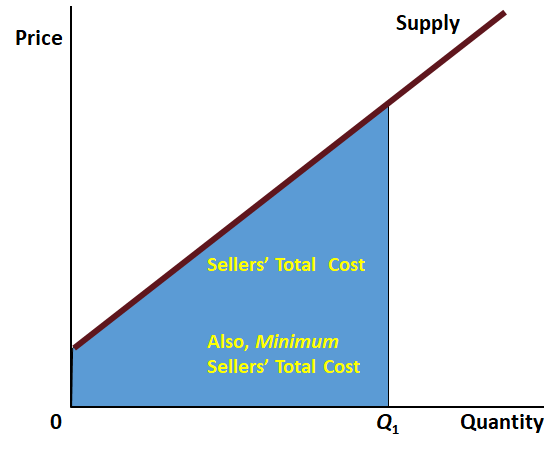 Supply
Price
Sellers’ Total Cost
Also, Minimum
Sellers’ Total Cost
0
Q1
Quantity